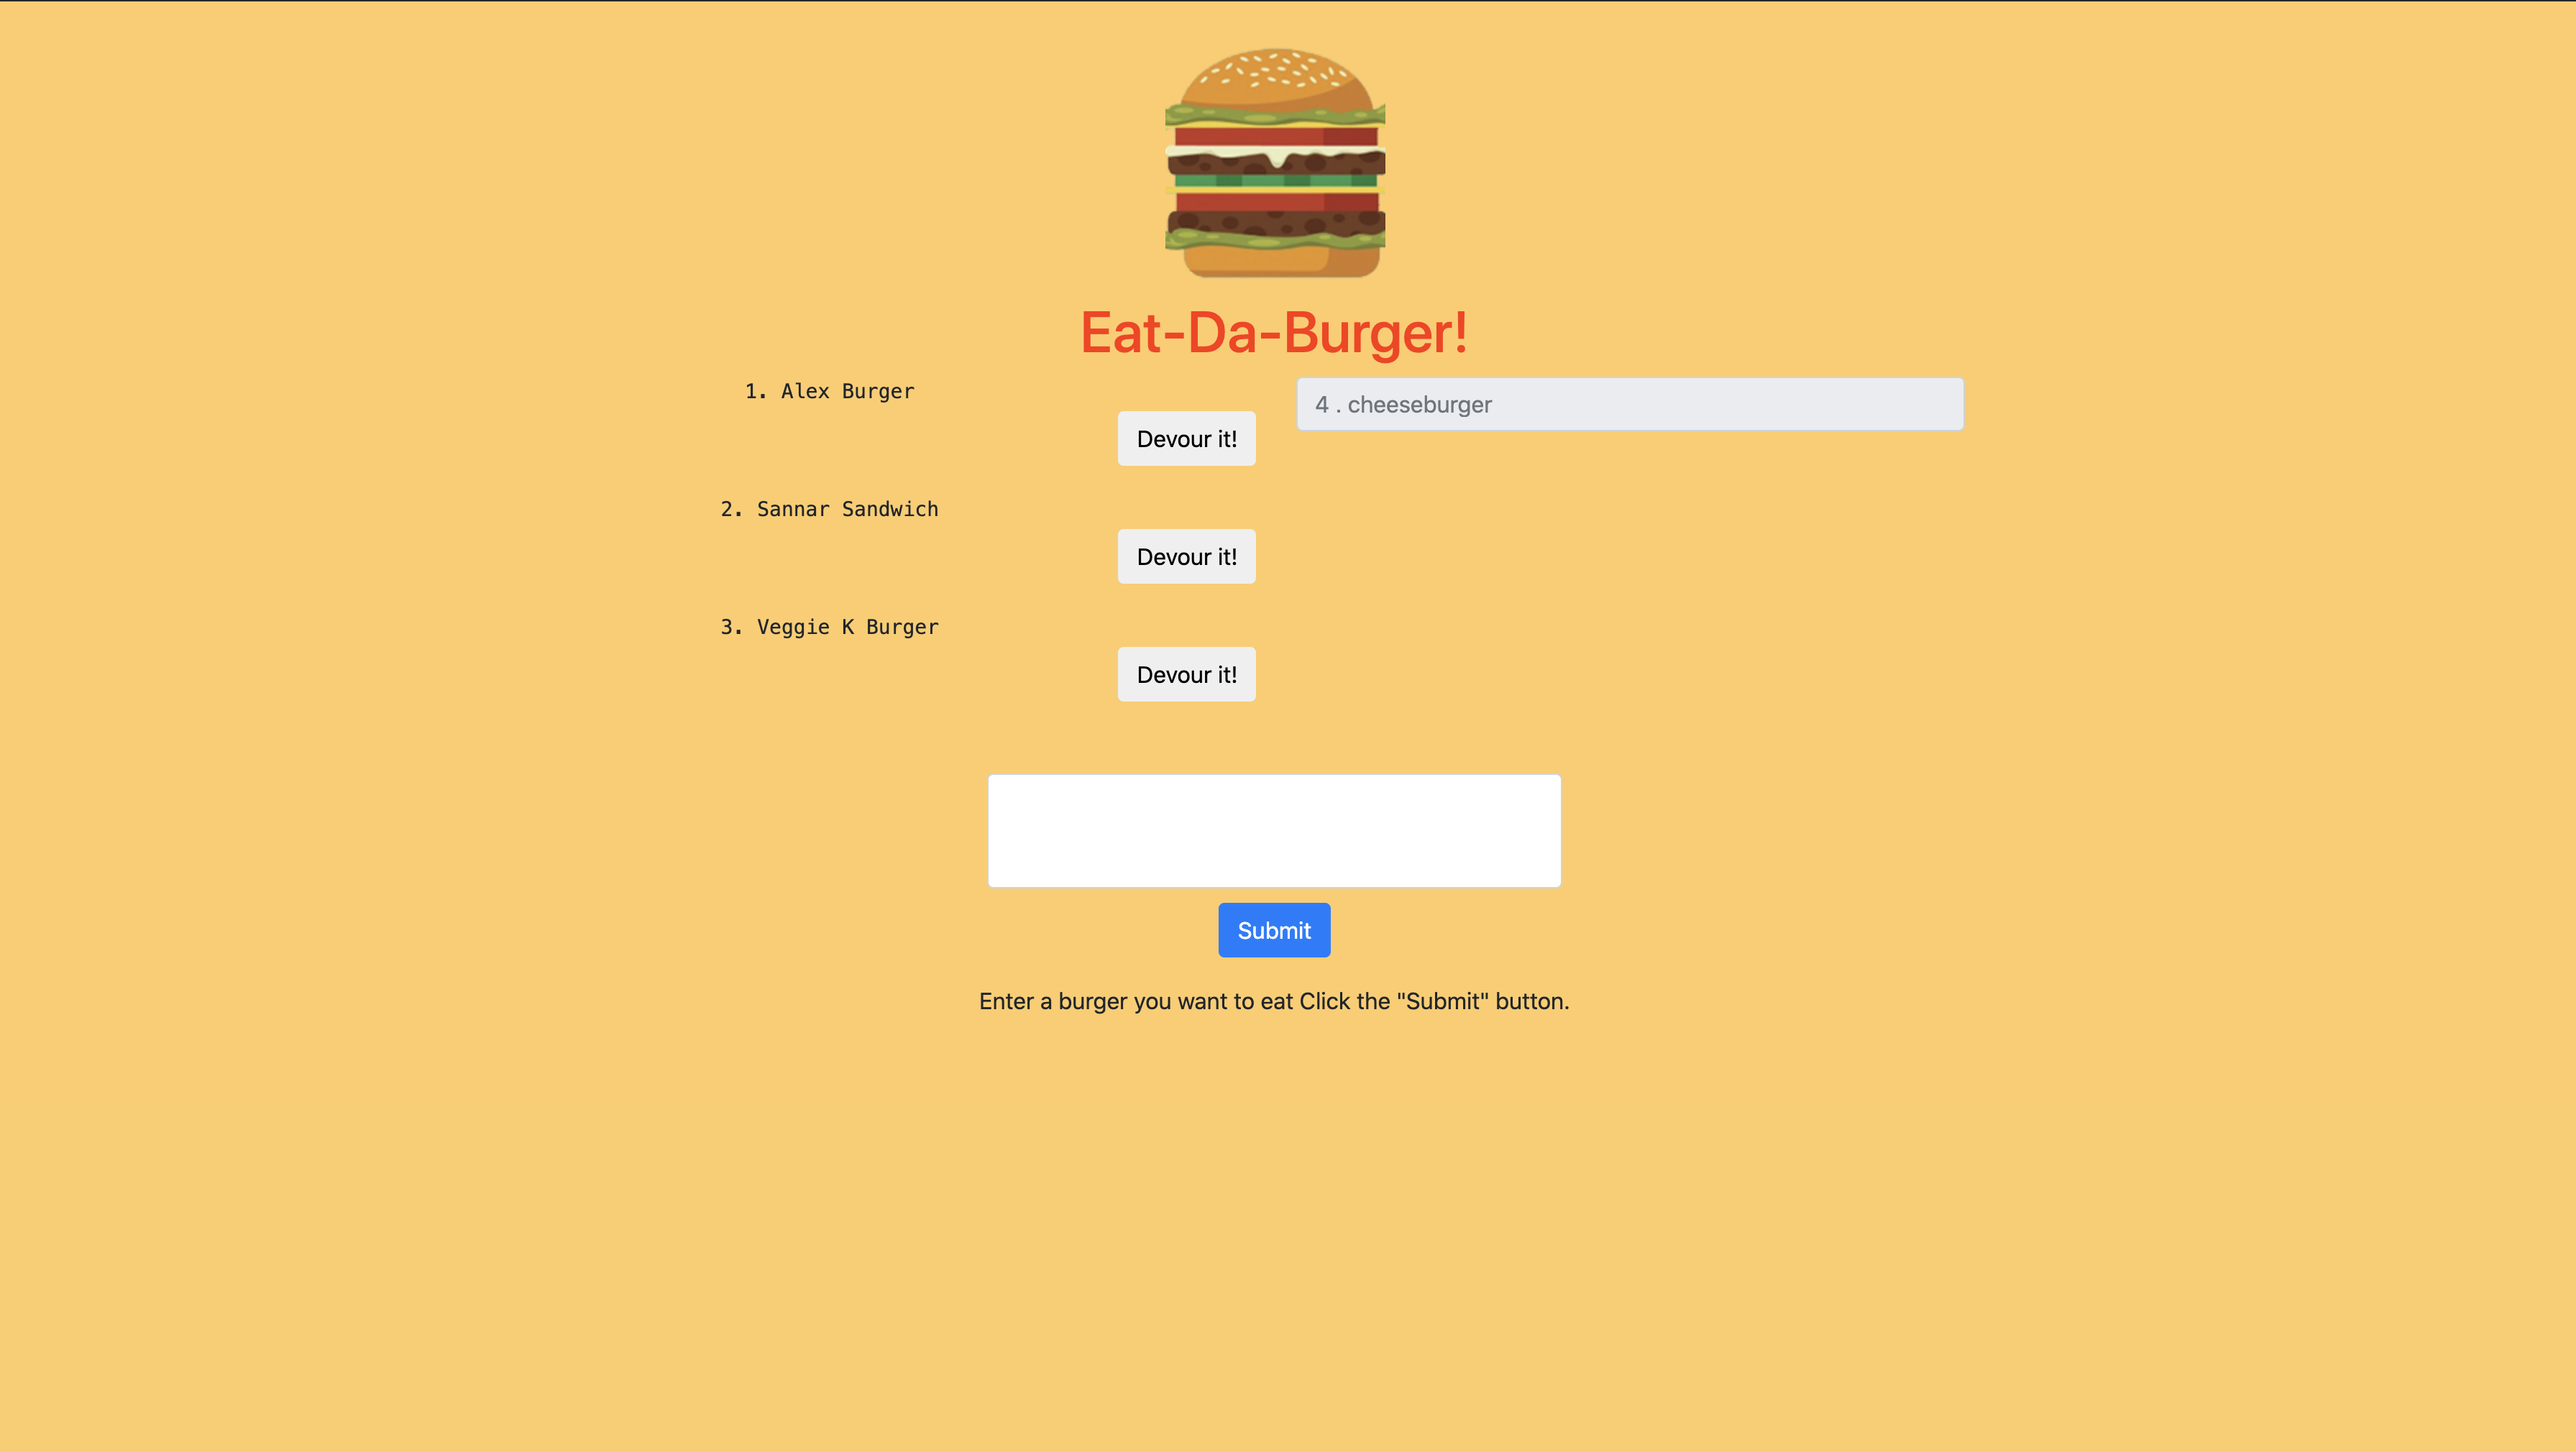 Eat-Da-Burger!
1. Alex Burger
Devour it!
2. Sannar Sandwich
Devour it!
3. Veggie K Burger
Devour it!
4 . cheeseburger
Submit
Enter a burger you want to eat Click the "Submit" button.